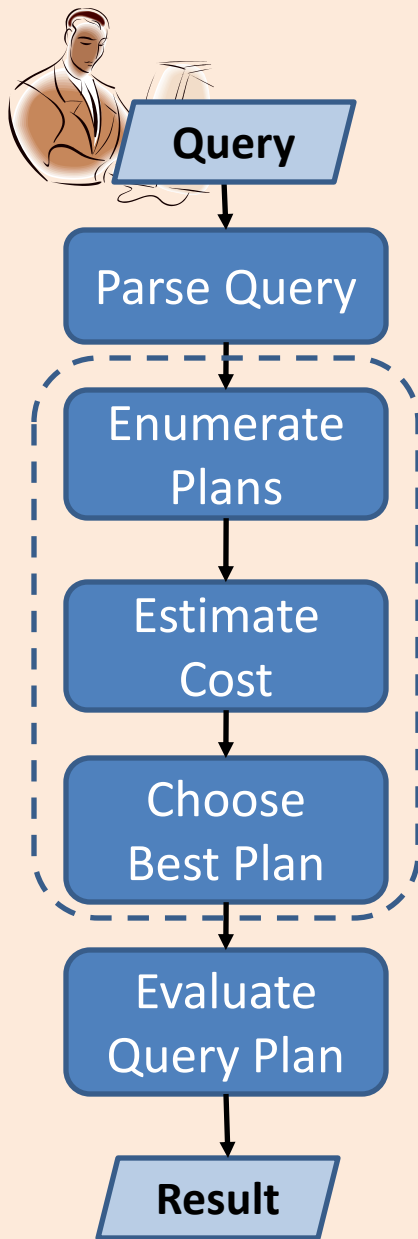 Query
Parse Query
Enumerate
Plans
Estimate
Cost
Choose
Best Plan
Evaluate
Query Plan
Result